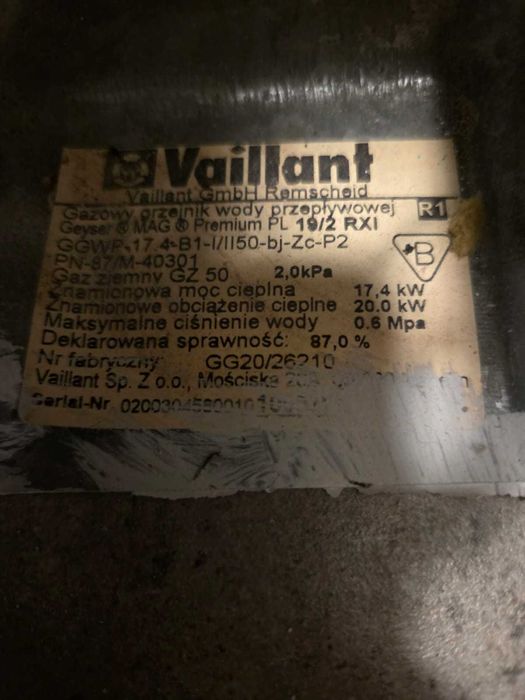 Vaillant
Vaillant GmbH Remscheid
Gazowy grzejnik wody przepływowej R1
Geyser ® MAG ® Premium PL 19/2 RXI
GGWP-17.4-B1-I/II50-bj-Zc-P2
B
PN-87/M-40301
Gaz ziemny GZ 50 2,0kPa
Znamionowa moc cieplna 17,4 kW
Znamionowe obciążenie cieplne 20.0 kW
Maksymalne ciśnienie wody 0.6 Mpa
Deklarowana sprawność: 87,0 %
Nr fabryczny: GG20/26210
Vaillant Sp. Z o.o., Mościska
Serial-Nr